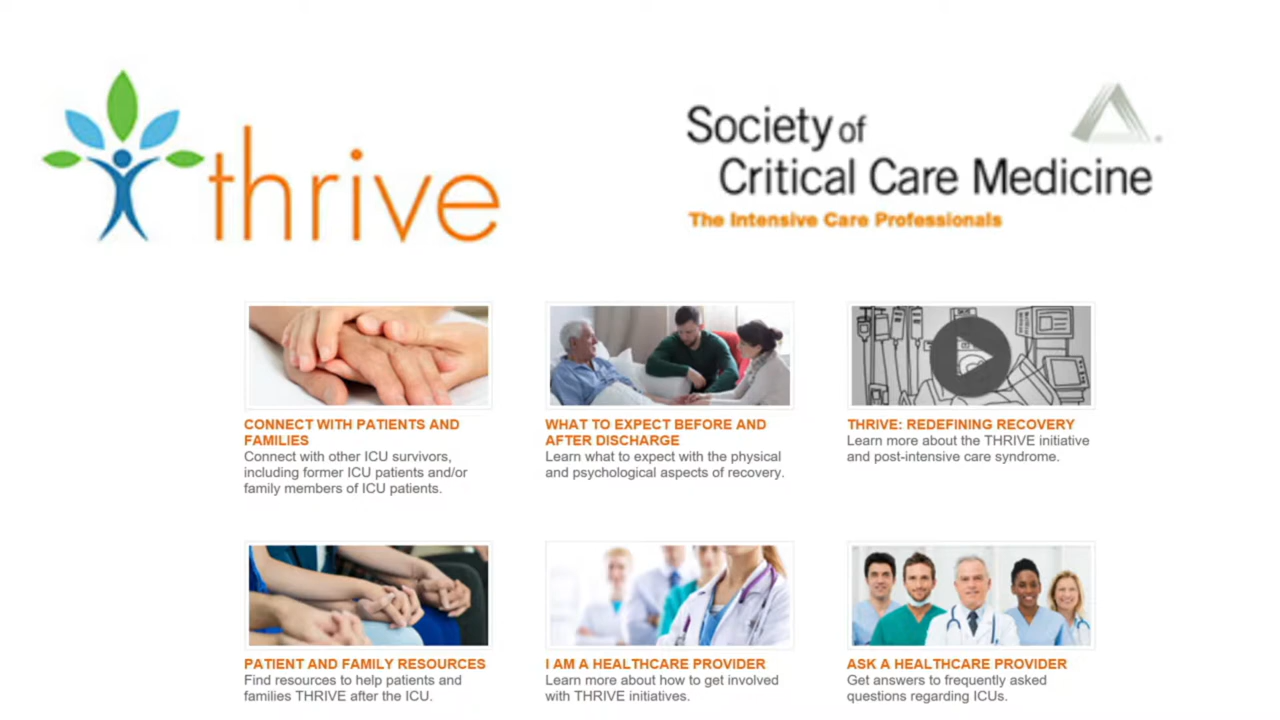 thrive
Society of
Critical Care Medicine
The Intensive Care Professionals
CONNECT WITH PATIENTS AND
FAMILIES
Connect with other ICU survivors,
including former ICU patients and/or
family members of ICU patients.
WHAT TO EXPECT BEFORE AND
AFTER DISCHARGE
Learn what to expect with the physical
and psychological aspects of recovery.
THRIVE: REDEFINING RECOVERY
Learn more about the THRIVE initiative
and post-intensive care syndrome.
PATIENT AND FAMILY RESOURCES
Find resources to help patients and
families THRIVE after the ICU.
I AM A HEALTHCARE PROVIDER
Learn more about how to get involved
with THRIVE initiatives.
ASK A HEALTHCARE PROVIDER
Get answers to frequently asked
questions regarding ICUs.